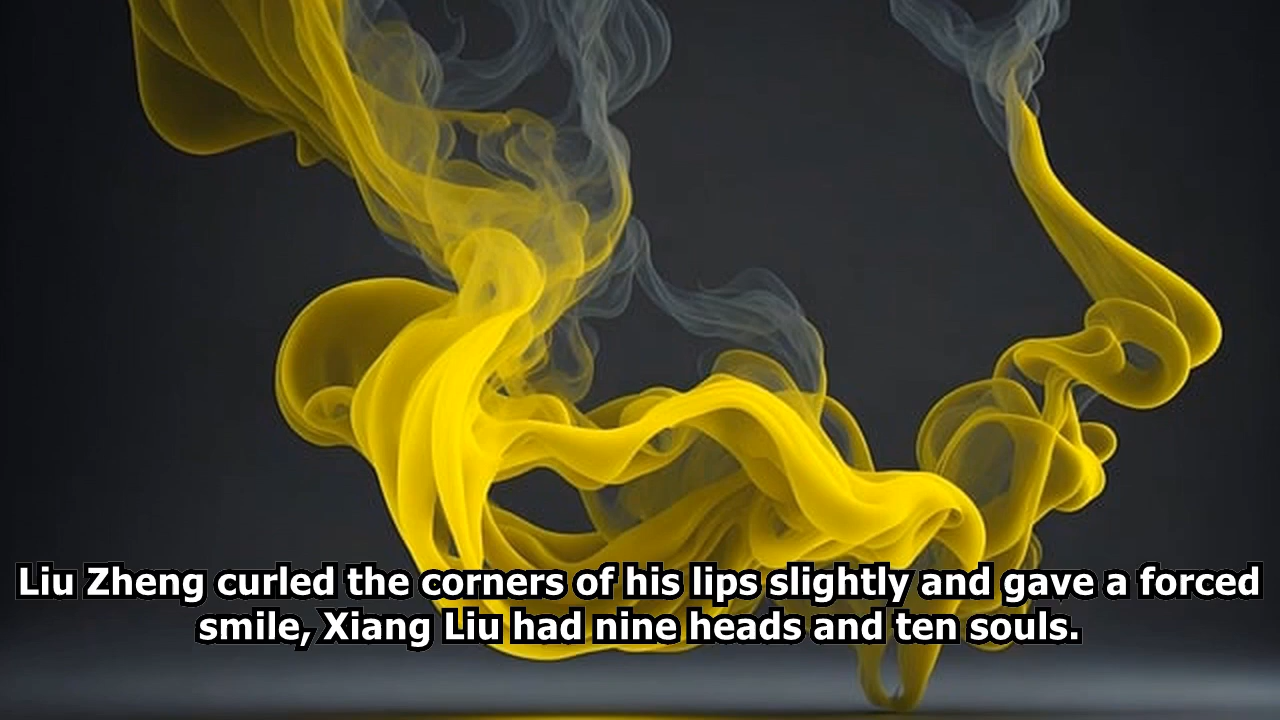 Liu Zheng curled the corners of his lips slightly and gave a forced
smile, Xiang Liu had nine heads and ten souls.